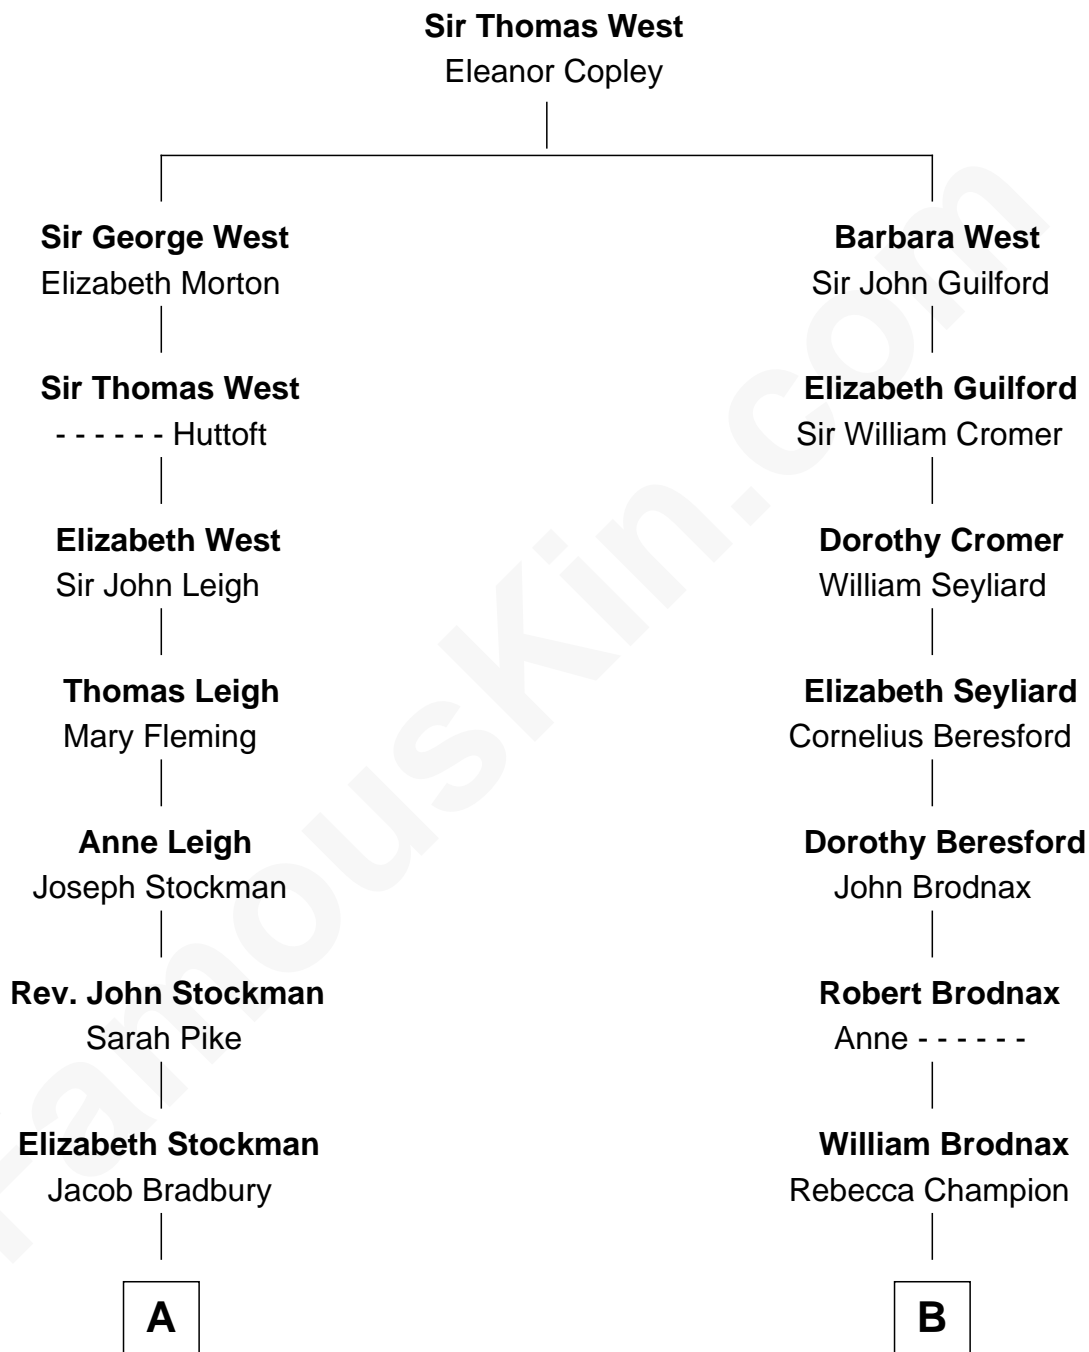 Sir Thomas West
Eleanor Copley
Sir George West
Elizabeth Morton
Barbara West
Sir John Guilford
Sir Thomas West
- - - - - - Huttoft
Elizabeth Guilford
Sir William Cromer
Elizabeth West
Sir John Leigh
Dorothy Cromer
William Seyliard
Thomas Leigh
Mary Fleming
Elizabeth Seyliard
Cornelius Beresford
Anne Leigh
Joseph Stockman
Dorothy Beresford
John Brodnax
Rev. John Stockman
Sarah Pike
Robert Brodnax
Anne - - - - - -
Elizabeth Stockman
Jacob Bradbury
William Brodnax
Rebecca Champion
A
B
FamousKin.com